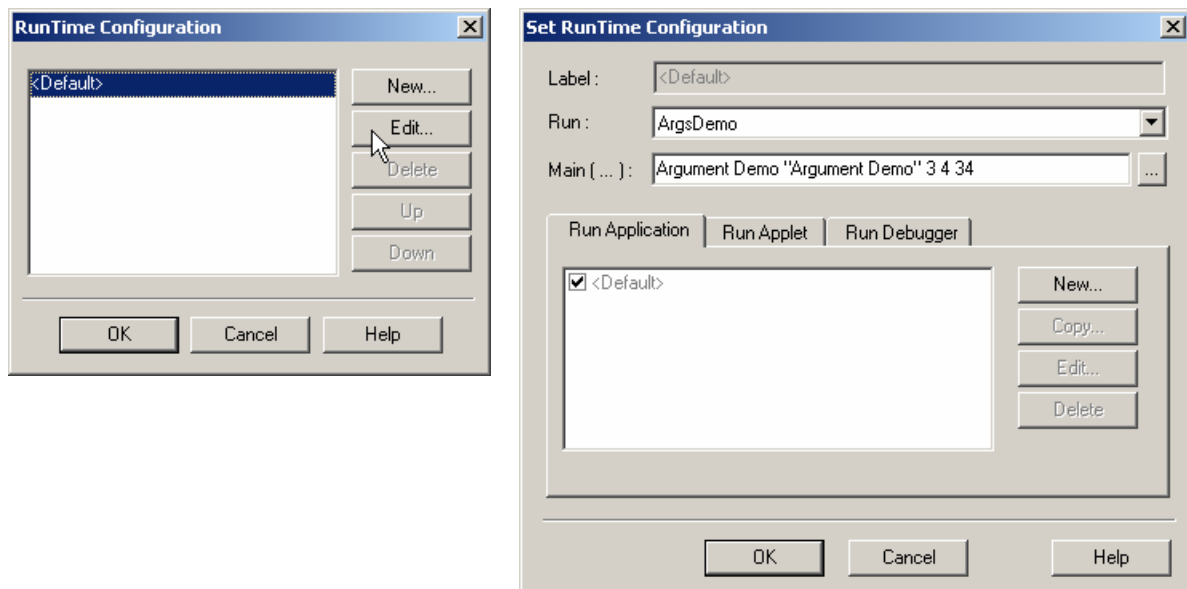 RunTime Configuration
<Default>
New...
Edit...
Delete
Up
Down
OK Cancel Help
Set RunTime Configuration
Label : <Default>
Run : ArgsDemo
Main ( ... ) : Argument Demo "Argument Demo" 3 4 34 ...
Run Application Run Applet Run Debugger
<Default>
New...
Copy...
Edit...
Delete
OK Cancel Help